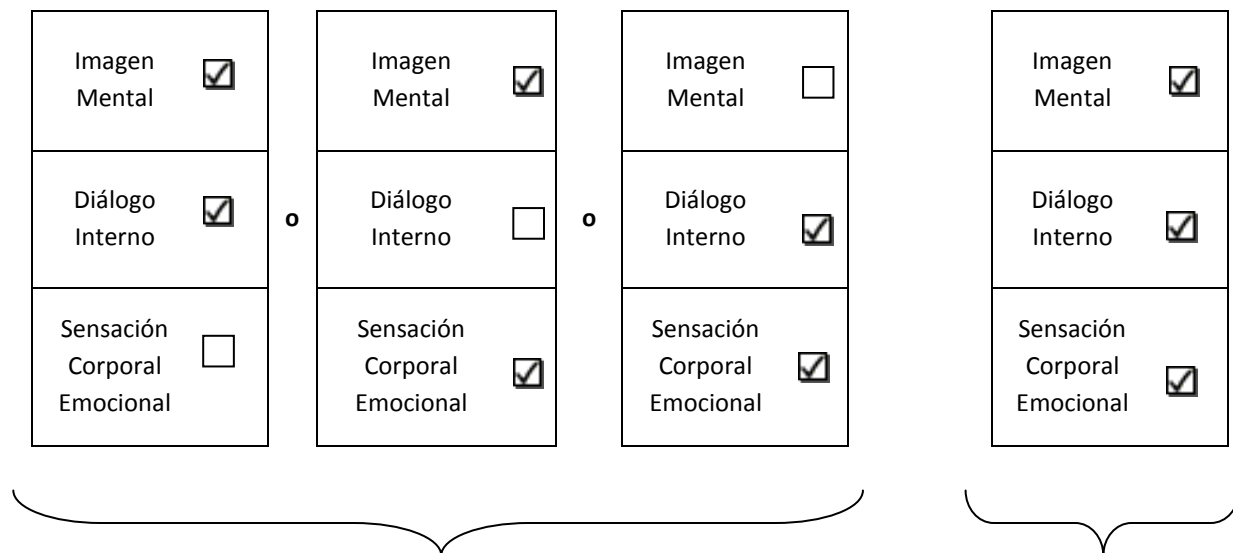 Imagen
Mental
Diálogo
Interno
Sensación
Corporal
Emocional
o
Imagen
Mental
Diálogo
Interno
Sensación
Corporal
Emocional
o
Imagen
Mental
Diálogo
Interno
Sensación
Corporal
Emocional
Imagen
Mental
Diálogo
Interno
Sensación
Corporal
Emocional